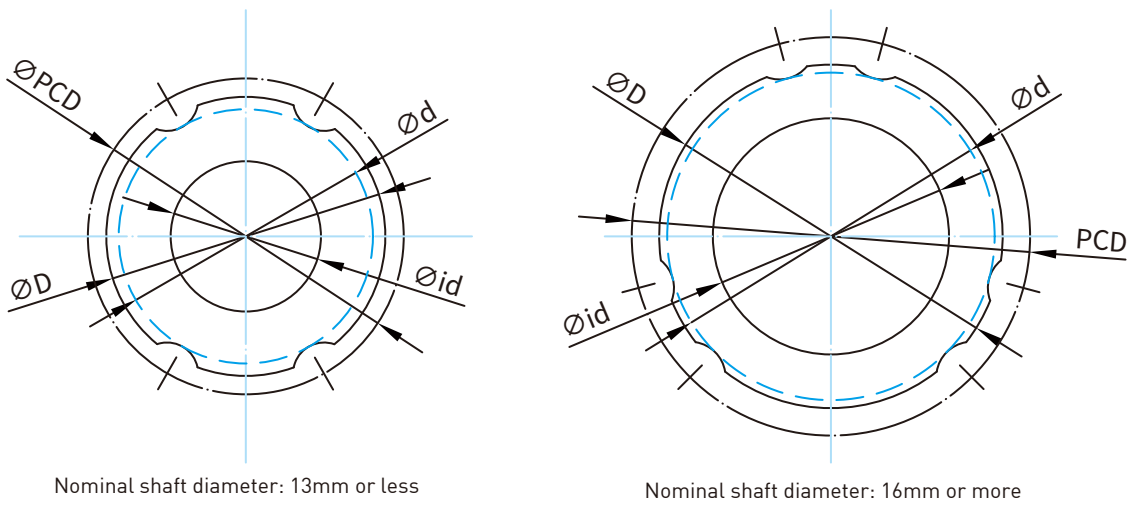 ØPCD
Ød
ØD
Øid
Nominal shaft diameter: 13mm or less
ØD
Ød
PCD
Øid
Nominal shaft diameter: 16mm or more